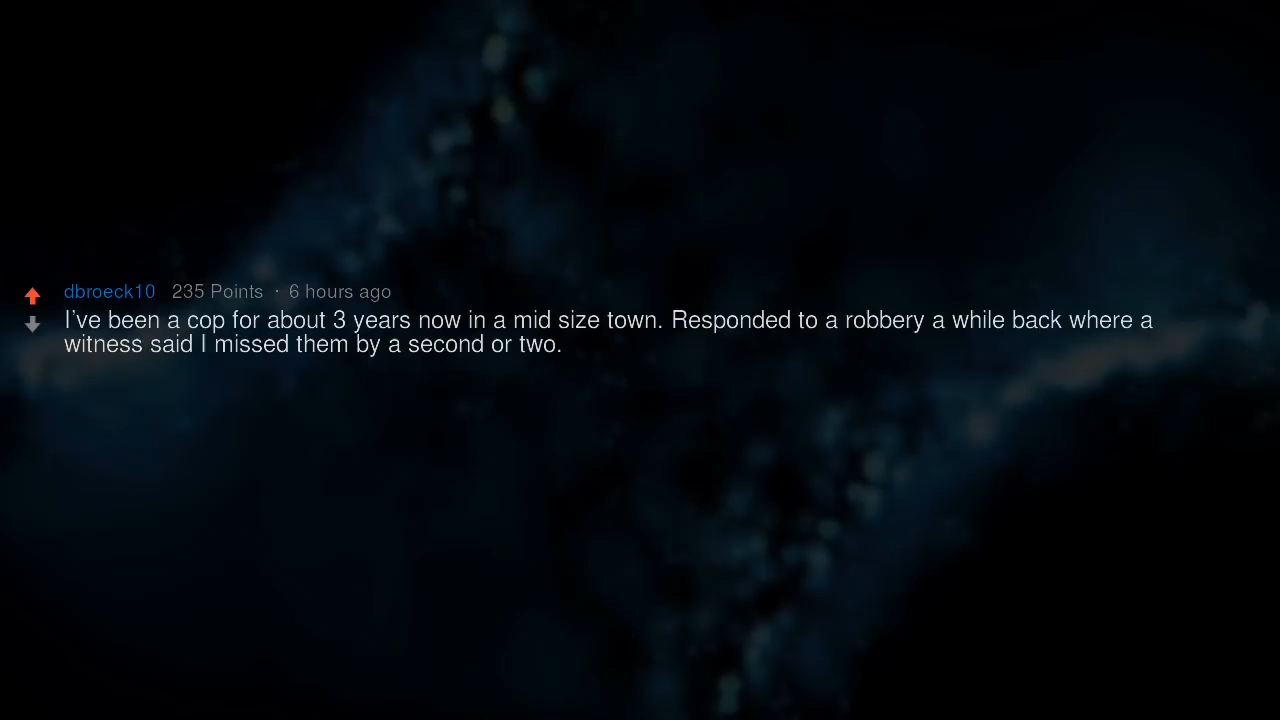 dbroeck10 235 Points · 6 hours ago
I've been a cop for about 3 years now in a mid size town. Responded to a robbery a while back where a
witness said I missed them by a second or two.